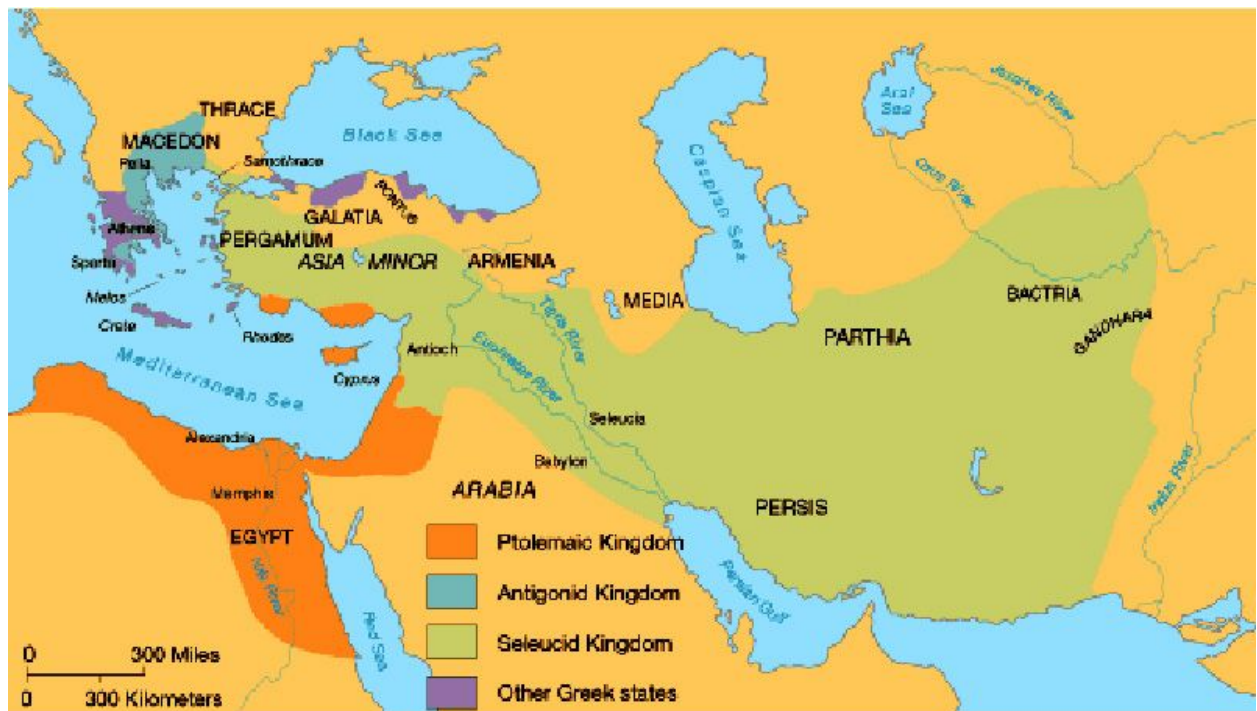 THRACE
MACEDON
Pella
Samothrace
Black Sea
Caspian Sea
Aral
Sea
Jaxartes River
Oxus River
PONTUS
GALATIA
Athens
PERGAMUM
ASIA MINOR
ARMENIA
Sparta
Melos
Crete
Rhodes
MEDIA
BACTRIA
GANDHARA
PARTHIA
Tigris River
Euphrates River
Antioch
Mediterranean Sea
Cyprus
Seleucia
Alexandria
Babylon
Memphis
ARABIA
PERSIS
Indus River
EGYPT
Nile River
Red Sea
Persian Gulf
Ptolemaic Kingdom
Antigonid Kingdom
Seleucid Kingdom
Other Greek states
0 300 Miles
0 300 Kilometers